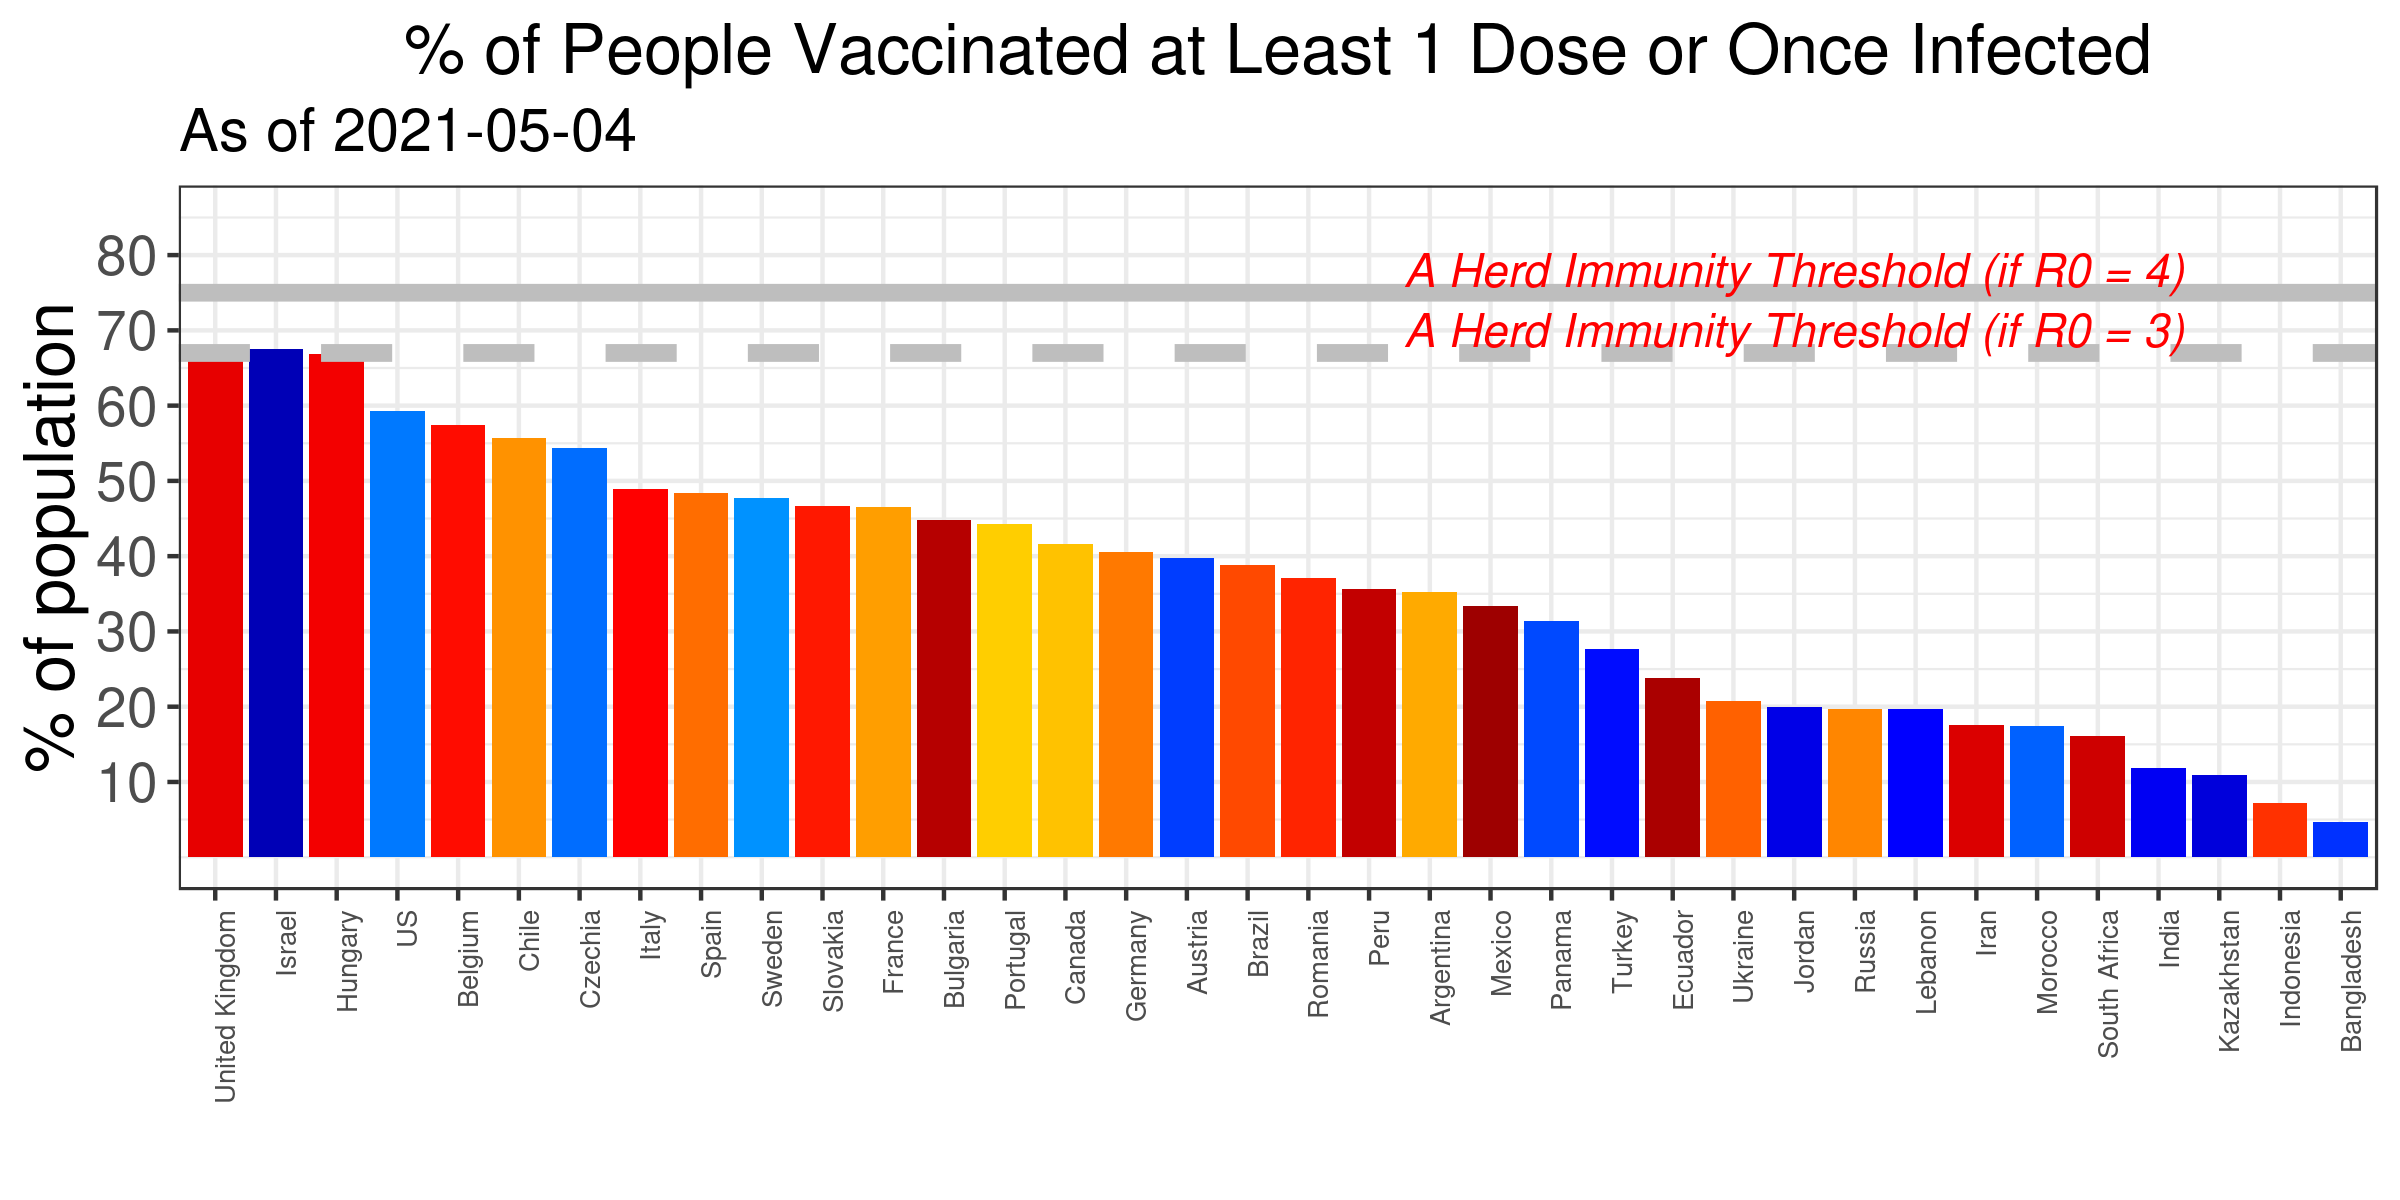 % of People Vaccinated at Least 1 Dose or Once Infected
As of 2021-05-04
% of population
80
70
60
50
40
30
20
10
A Herd Immunity Threshold (if R0 = 4)
A Herd Immunity Threshold (if R0 = 3)
United Kingdom
Israel
Hungary
US
Belgium
Chile
Czechia
Italy
Spain
Sweden
Slovakia
France
Bulgaria
Portugal
Canada
Germany
Austria
Brazil
Romania
Peru
Argentina
Mexico
Panama
Turkey
Ecuador
Ukraine
Jordan
Russia
Lebanon
Iran
Morocco
South Africa
India
Kazakhstan
Indonesia
Bangladesh